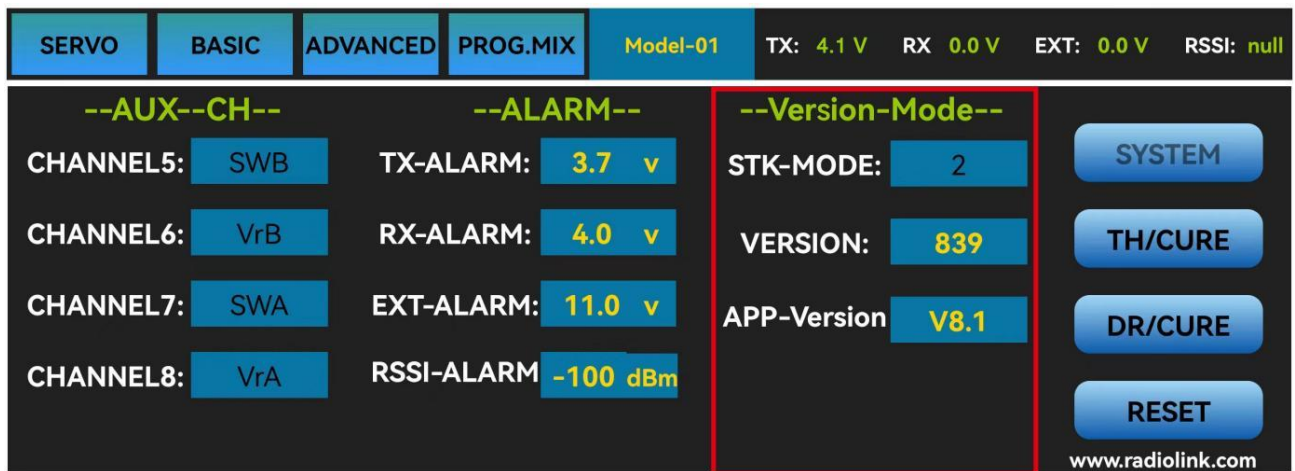 SERVO BASIC ADVANCED PROG.MIX Model-01 TX: 4.1 V RX 0.0 V EXT: 0.0 V RSSI: null
--AUX--CH-- --ALARM-- --Version-Mode--
CHANNEL5: SWB TX-ALARM: 3.7 v STK-MODE: 2 SYSTEM
CHANNEL6: VrB RX-ALARM: 4.0 v VERSION: 839 TH/CURE
CHANNEL7: SWA EXT-ALARM: 11.0 v APP-Version V8.1 DR/CURE
CHANNEL8: VrA RSSI-ALARM -100 dBm RESET
www.radiolink.com